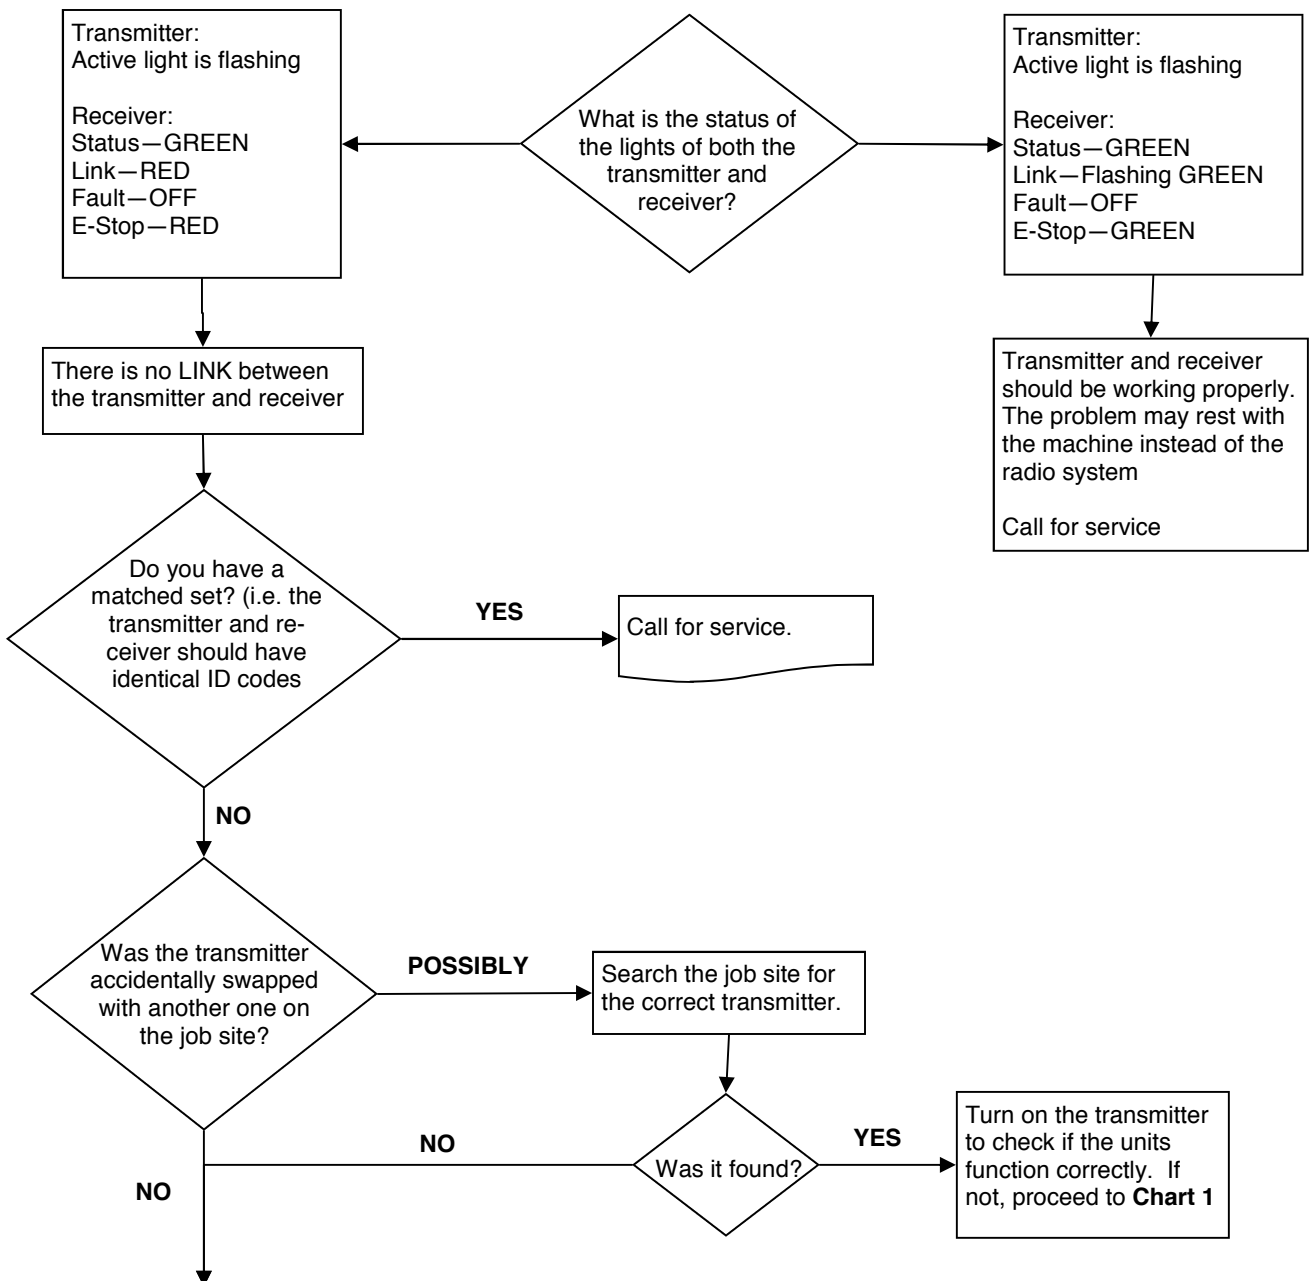 Transmitter:
Active light is flashing
Receiver:
Status—GREEN
Link—RED
Fault—OFF
E-Stop—RED
What is the status of
the lights of both the
transmitter and
receiver?
Transmitter:
Active light is flashing
Receiver:
Status—GREEN
Link—Flashing GREEN
Fault—OFF
E-Stop—GREEN
There is no LINK between
the transmitter and receiver
Transmitter and receiver
should be working properly.
The problem may rest with
the machine instead of the
radio system
Call for service
Do you have a
matched set? (i.e. the
transmitter and re-
ceiver should have
identical ID codes
YES
Call for service.
NO
Was the transmitter
accidentally swapped
with another one on
the job site?
POSSIBLY
Search the job site for
the correct transmitter.
Was it found?
NO
YES
Turn on the transmitter
to check if the units
function correctly.  If
not, proceed to Chart 1
NO